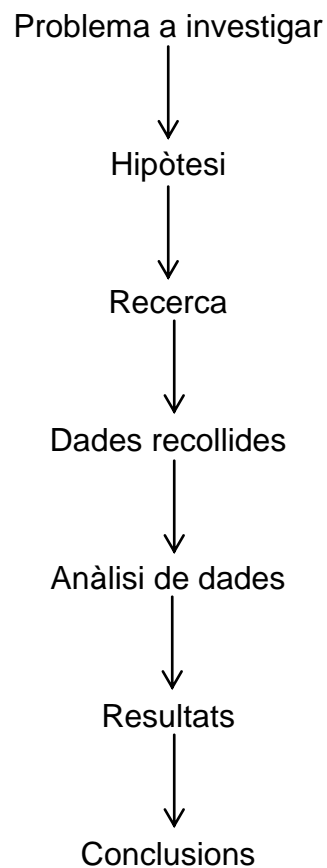 Problema a investigar
Hipòtesi
Recerca
Dades recollides
Anàlisi de dades
Resultats
Conclusions